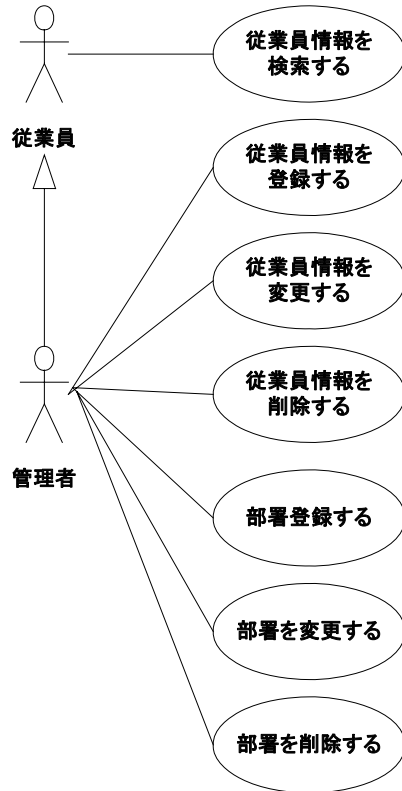 従業員情報を
検索する
従業員
従業員情報を
登録する
従業員情報を
変更する
従業員情報を
削除する
管理者
部署登録する
部署を変更する
部署を削除する